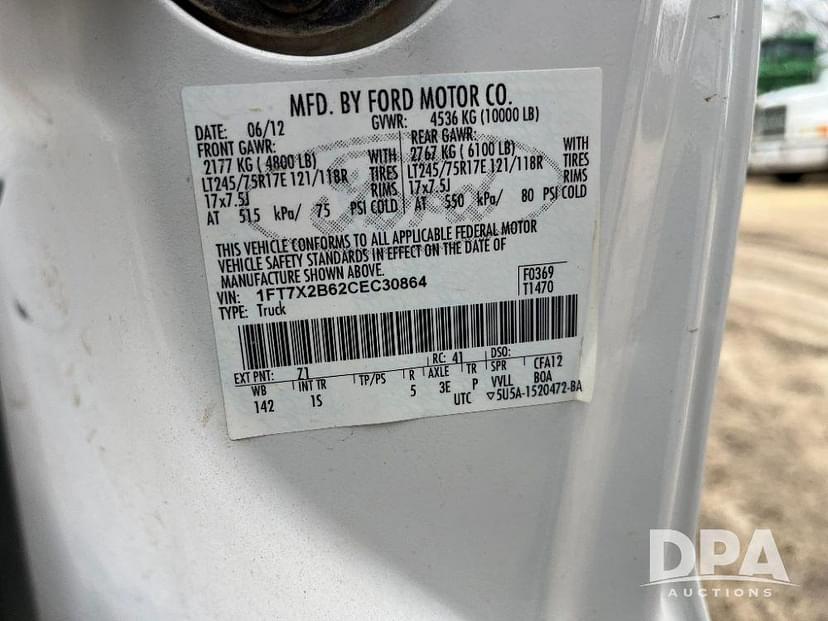 MFD. BY FORD MOTOR CO.
DATE: 06/12 GVWR: 4536 KG (10000 LB)
FRONT GAWR: REAR GAWR:
2177 KG ( 4800 LB) WITH 2767 KG ( 6100 LB) WITH
LT245/75R17E 121/118R TIRES LT245/75R17E 121/118R TIRES
17x7.5J RIMS 17x7.5J RIMS
AT 515 kPa/ 75 PSI COLD AT 550 kPa/ 80 PSI COLD
Ford
THIS VEHICLE CONFORMS TO ALL APPLICABLE FEDERAL MOTOR
VEHICLE SAFETY STANDARDS IN EFFECT ON THE DATE OF
MANUFACTURE SHOWN ABOVE.
VIN: 1FT7X2B62CEC30864 F0369
TYPE: Truck T1470
EXT PNT: Z1 RC: 41 DSO:
WB INT TR TP/PS R AXLE TR SPR CFA12
142 1S 5 3E P VVLL B0A
UTC ▽5U5A-1520472-BA
DPA
AUCTIONS